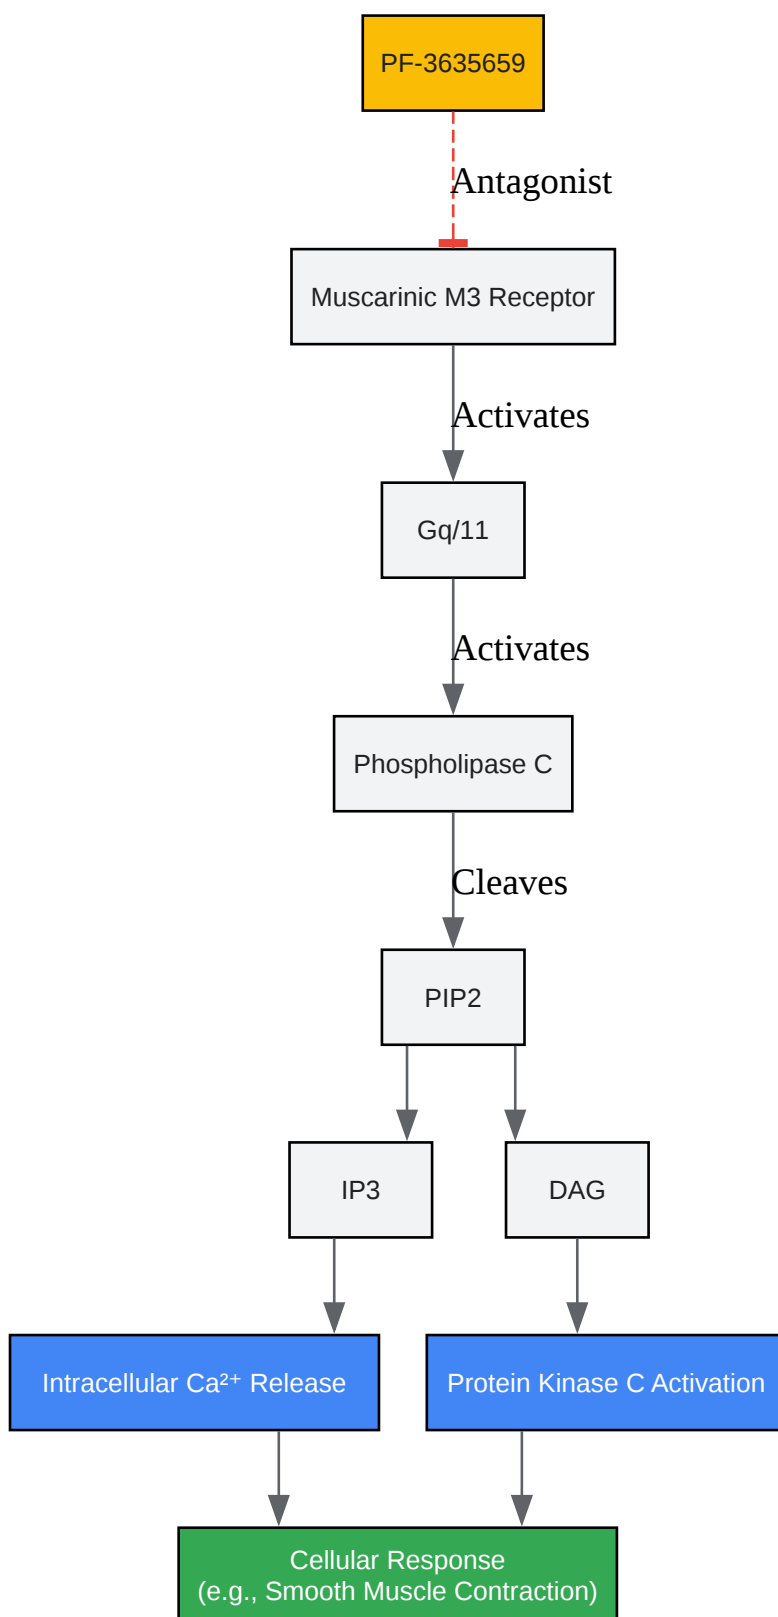 PF-3635659
Antagonist
Muscarinic M3 Receptor
Activates
Gq/11
Activates
Phospholipase C
Cleaves
PIP2
IP3
DAG
Intracellular Ca²⁺ Release
Protein Kinase C Activation
Cellular Response
(e.g., Smooth Muscle Contraction)